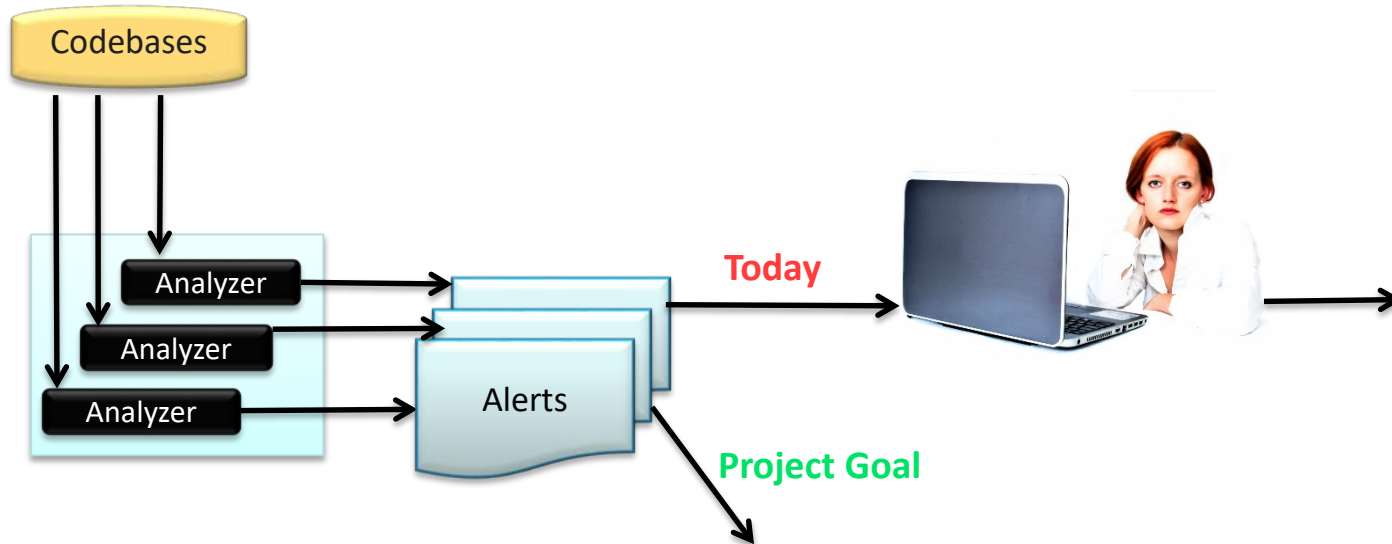 Codebases
Analyzer
Analyzer
Analyzer
Alerts
Today
Project Goal